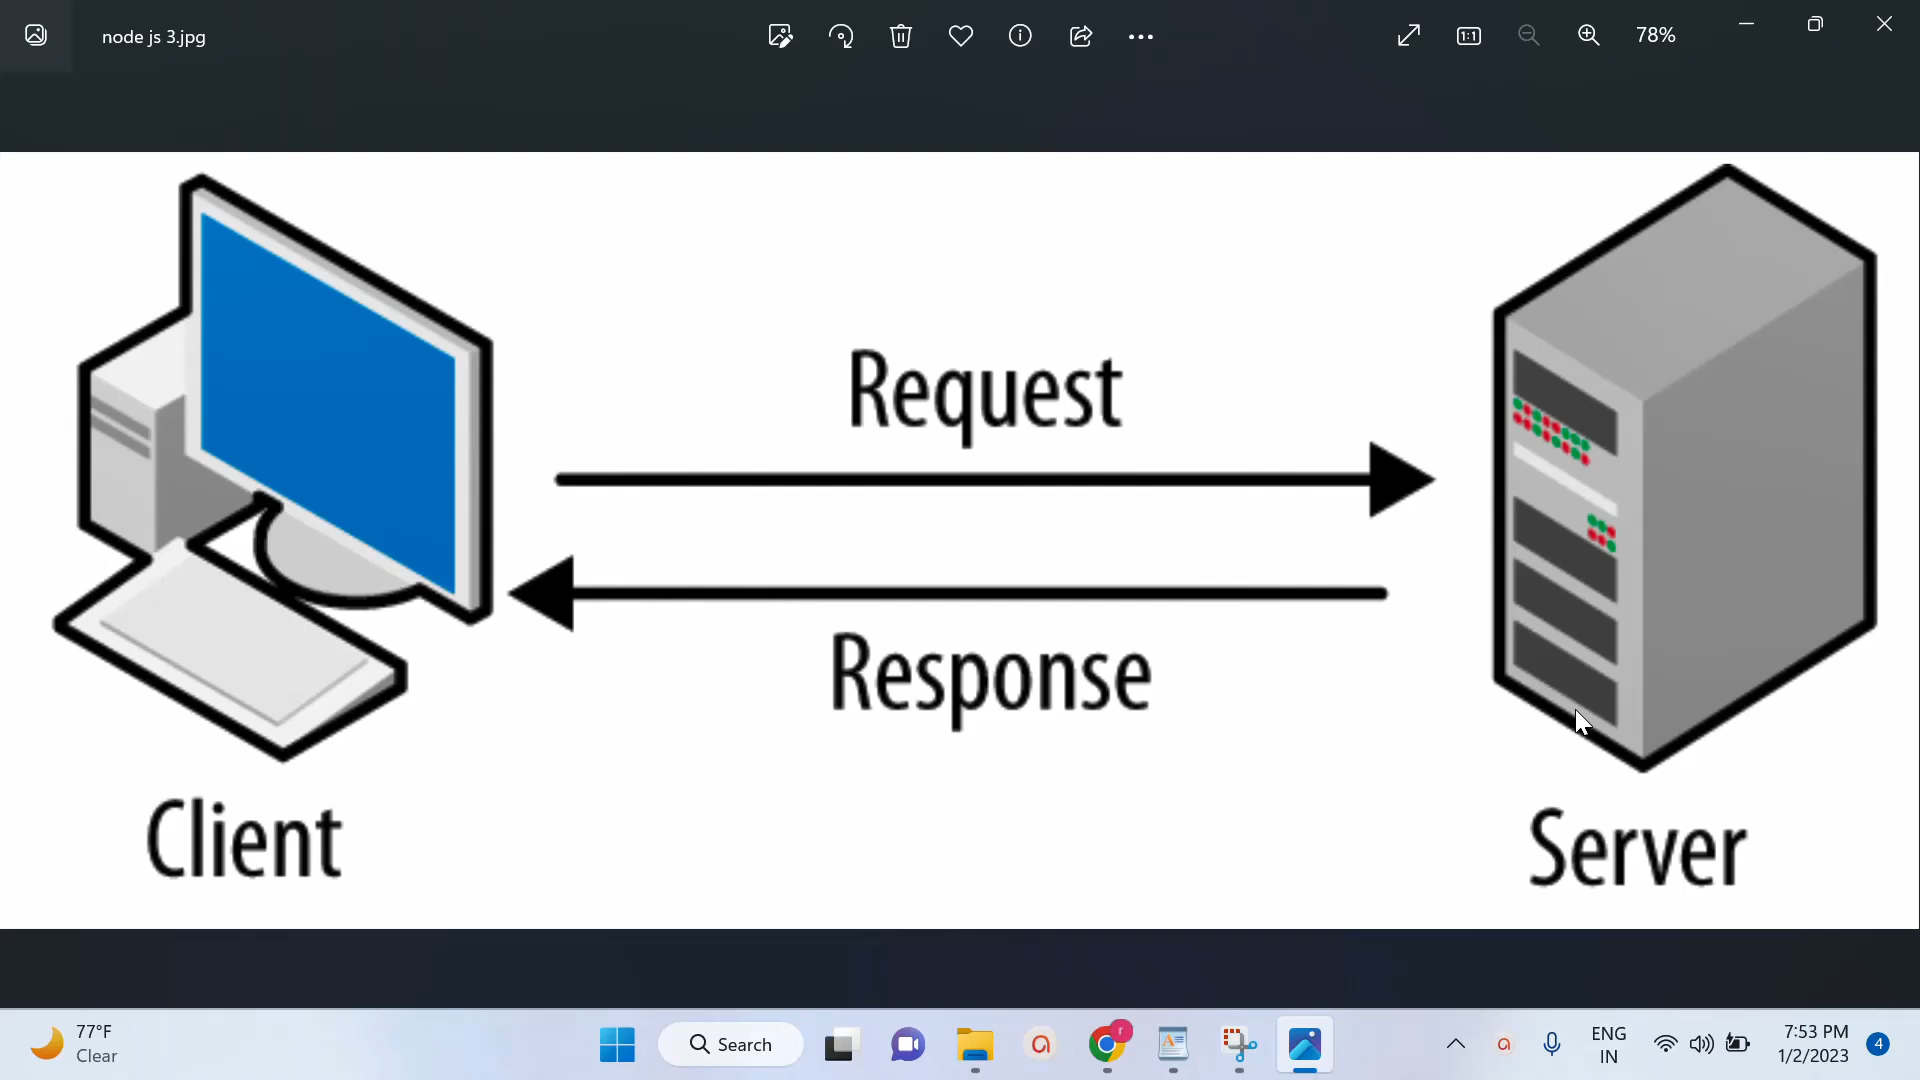 node js 3.jpg
78%
Request
Response
Client
Server
77°F
Clear
Search
ENG
IN
7:53 PM
1/2/2023
4